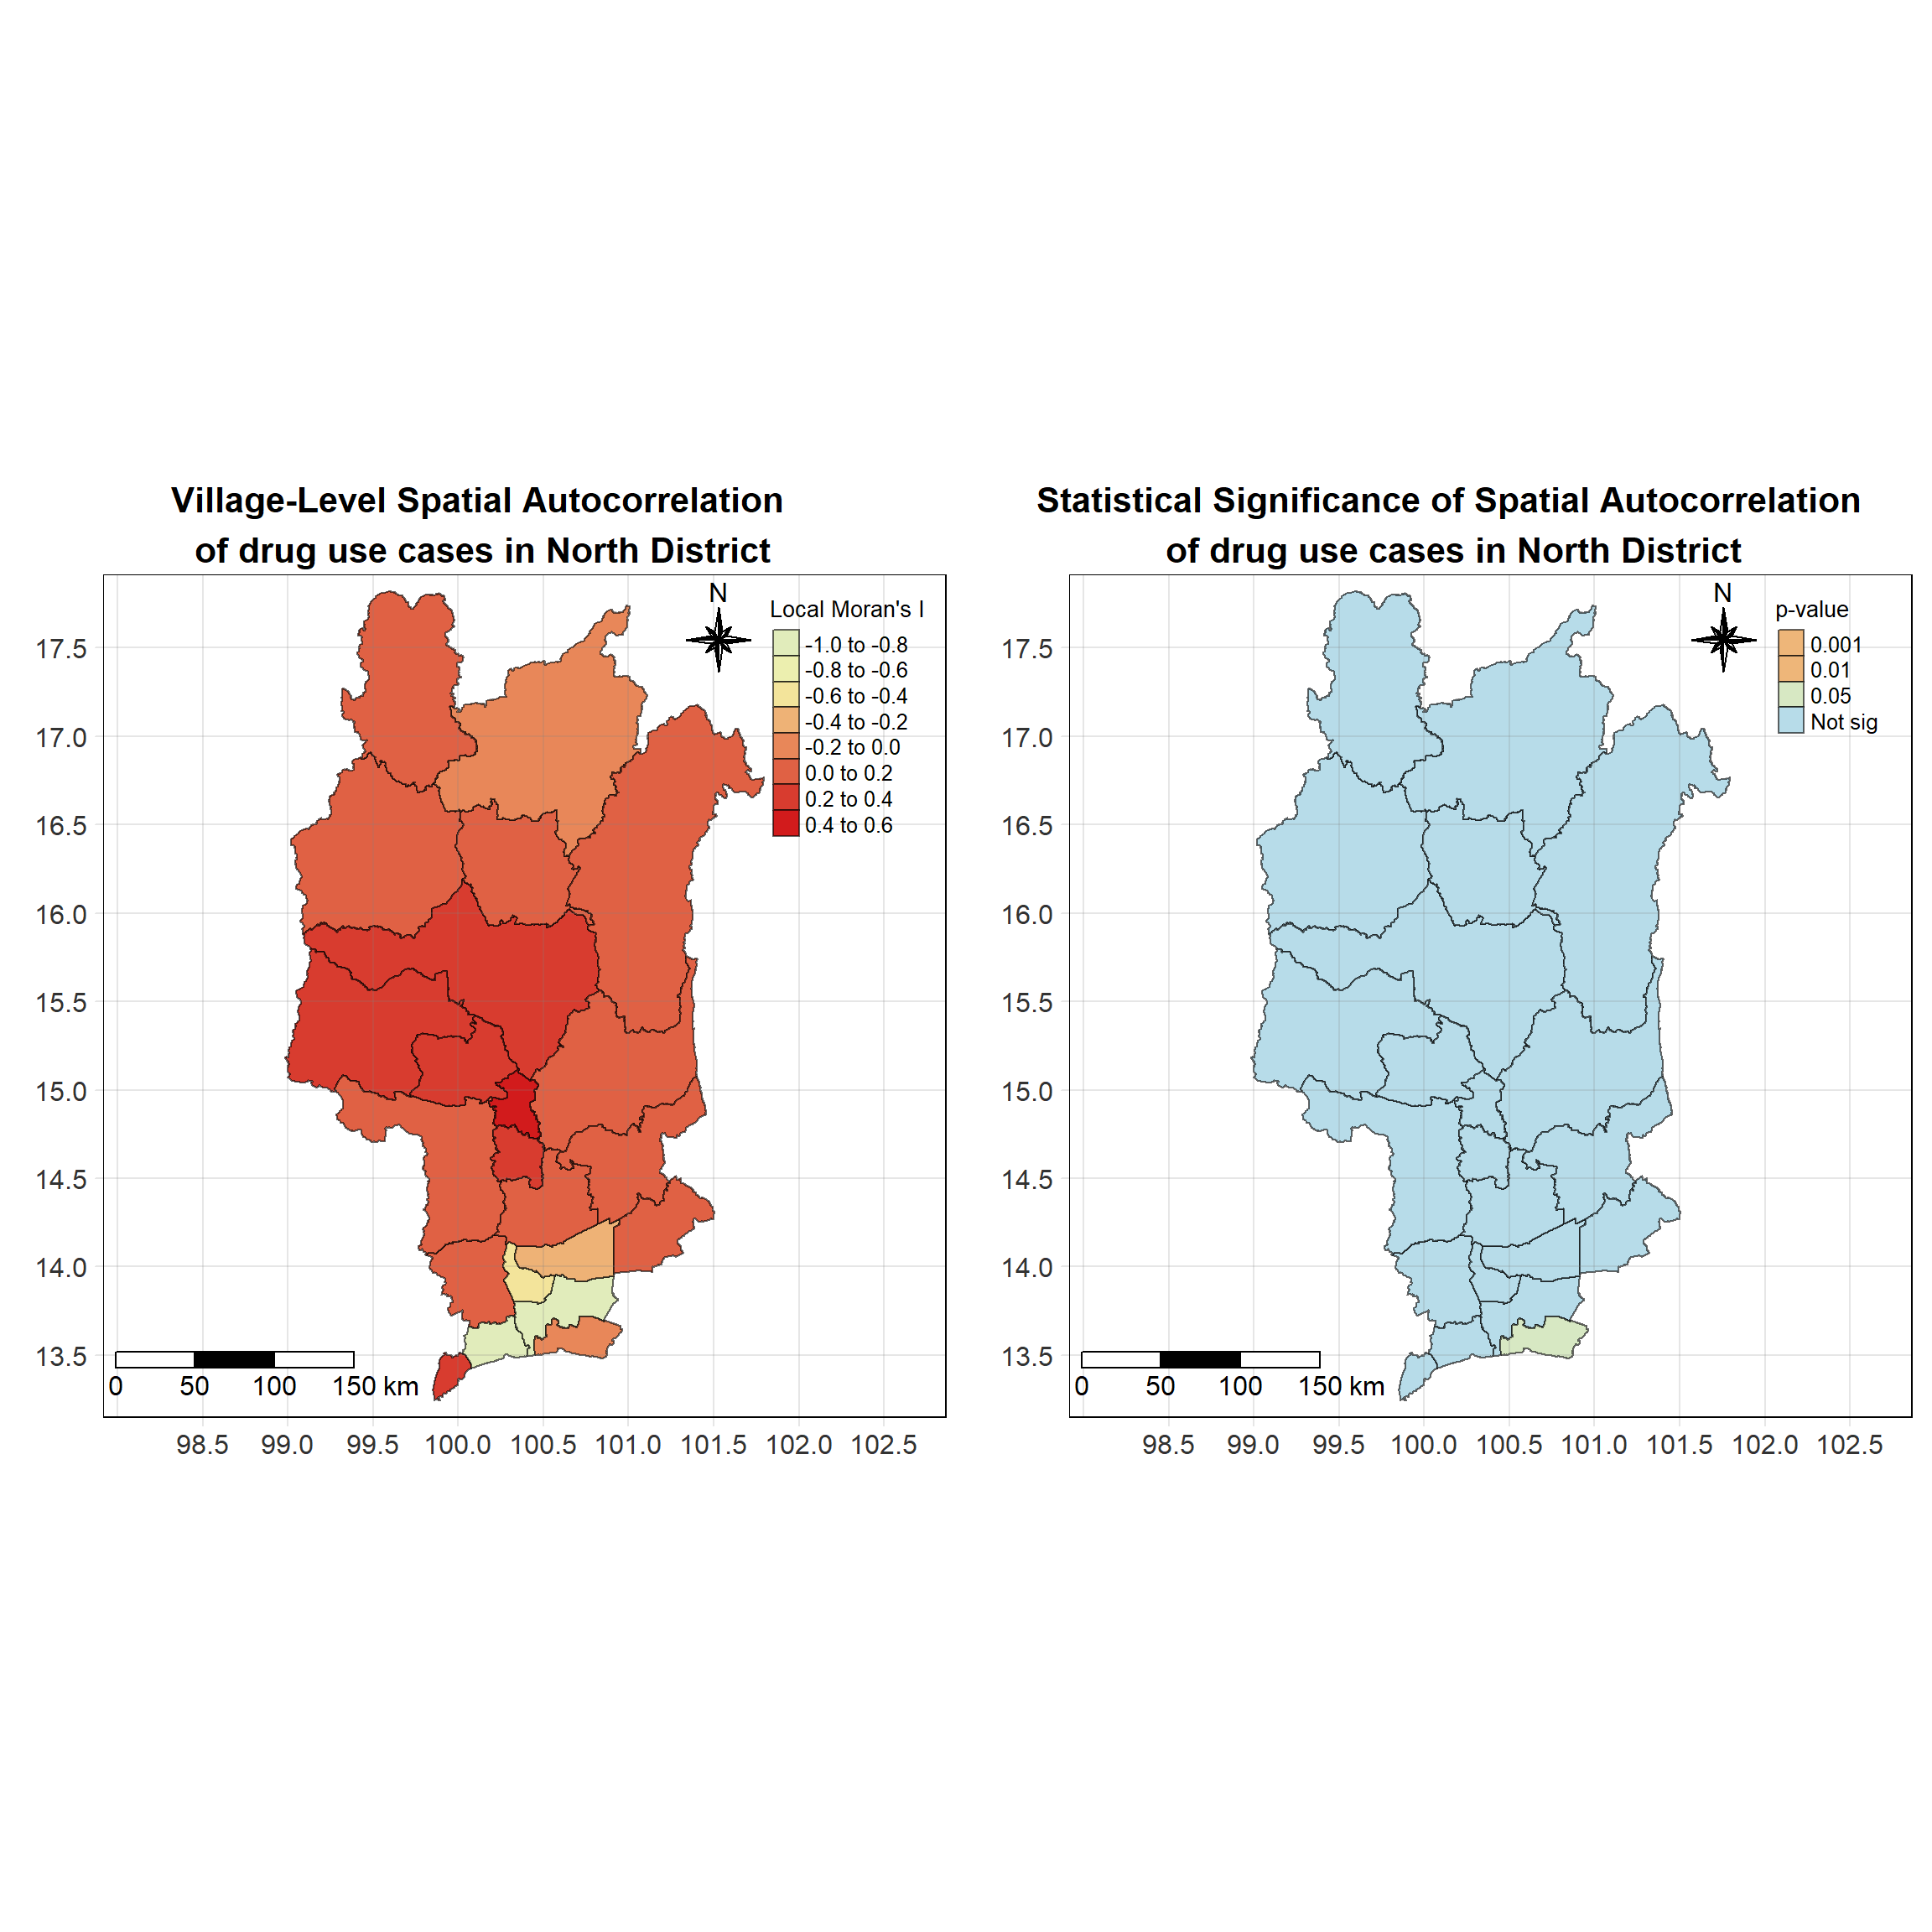 Village-Level Spatial Autocorrelation
of drug use cases in North District
N
Local Moran's I
-1.0 to -0.8
-0.8 to -0.6
-0.6 to -0.4
-0.4 to -0.2
-0.2 to 0.0
0.0 to 0.2
0.2 to 0.4
0.4 to 0.6
17.5
17.0
16.5
16.0
15.5
15.0
14.5
14.0
13.5
0 50 100 150 km
98.5 99.0 99.5 100.0 100.5 101.0 101.5 102.0 102.5
Statistical Significance of Spatial Autocorrelation
of drug use cases in North District
N
p-value
0.001
0.01
0.05
Not sig
17.5
17.0
16.5
16.0
15.5
15.0
14.5
14.0
13.5
0 50 100 150 km
98.5 99.0 99.5 100.0 100.5 101.0 101.5 102.0 102.5